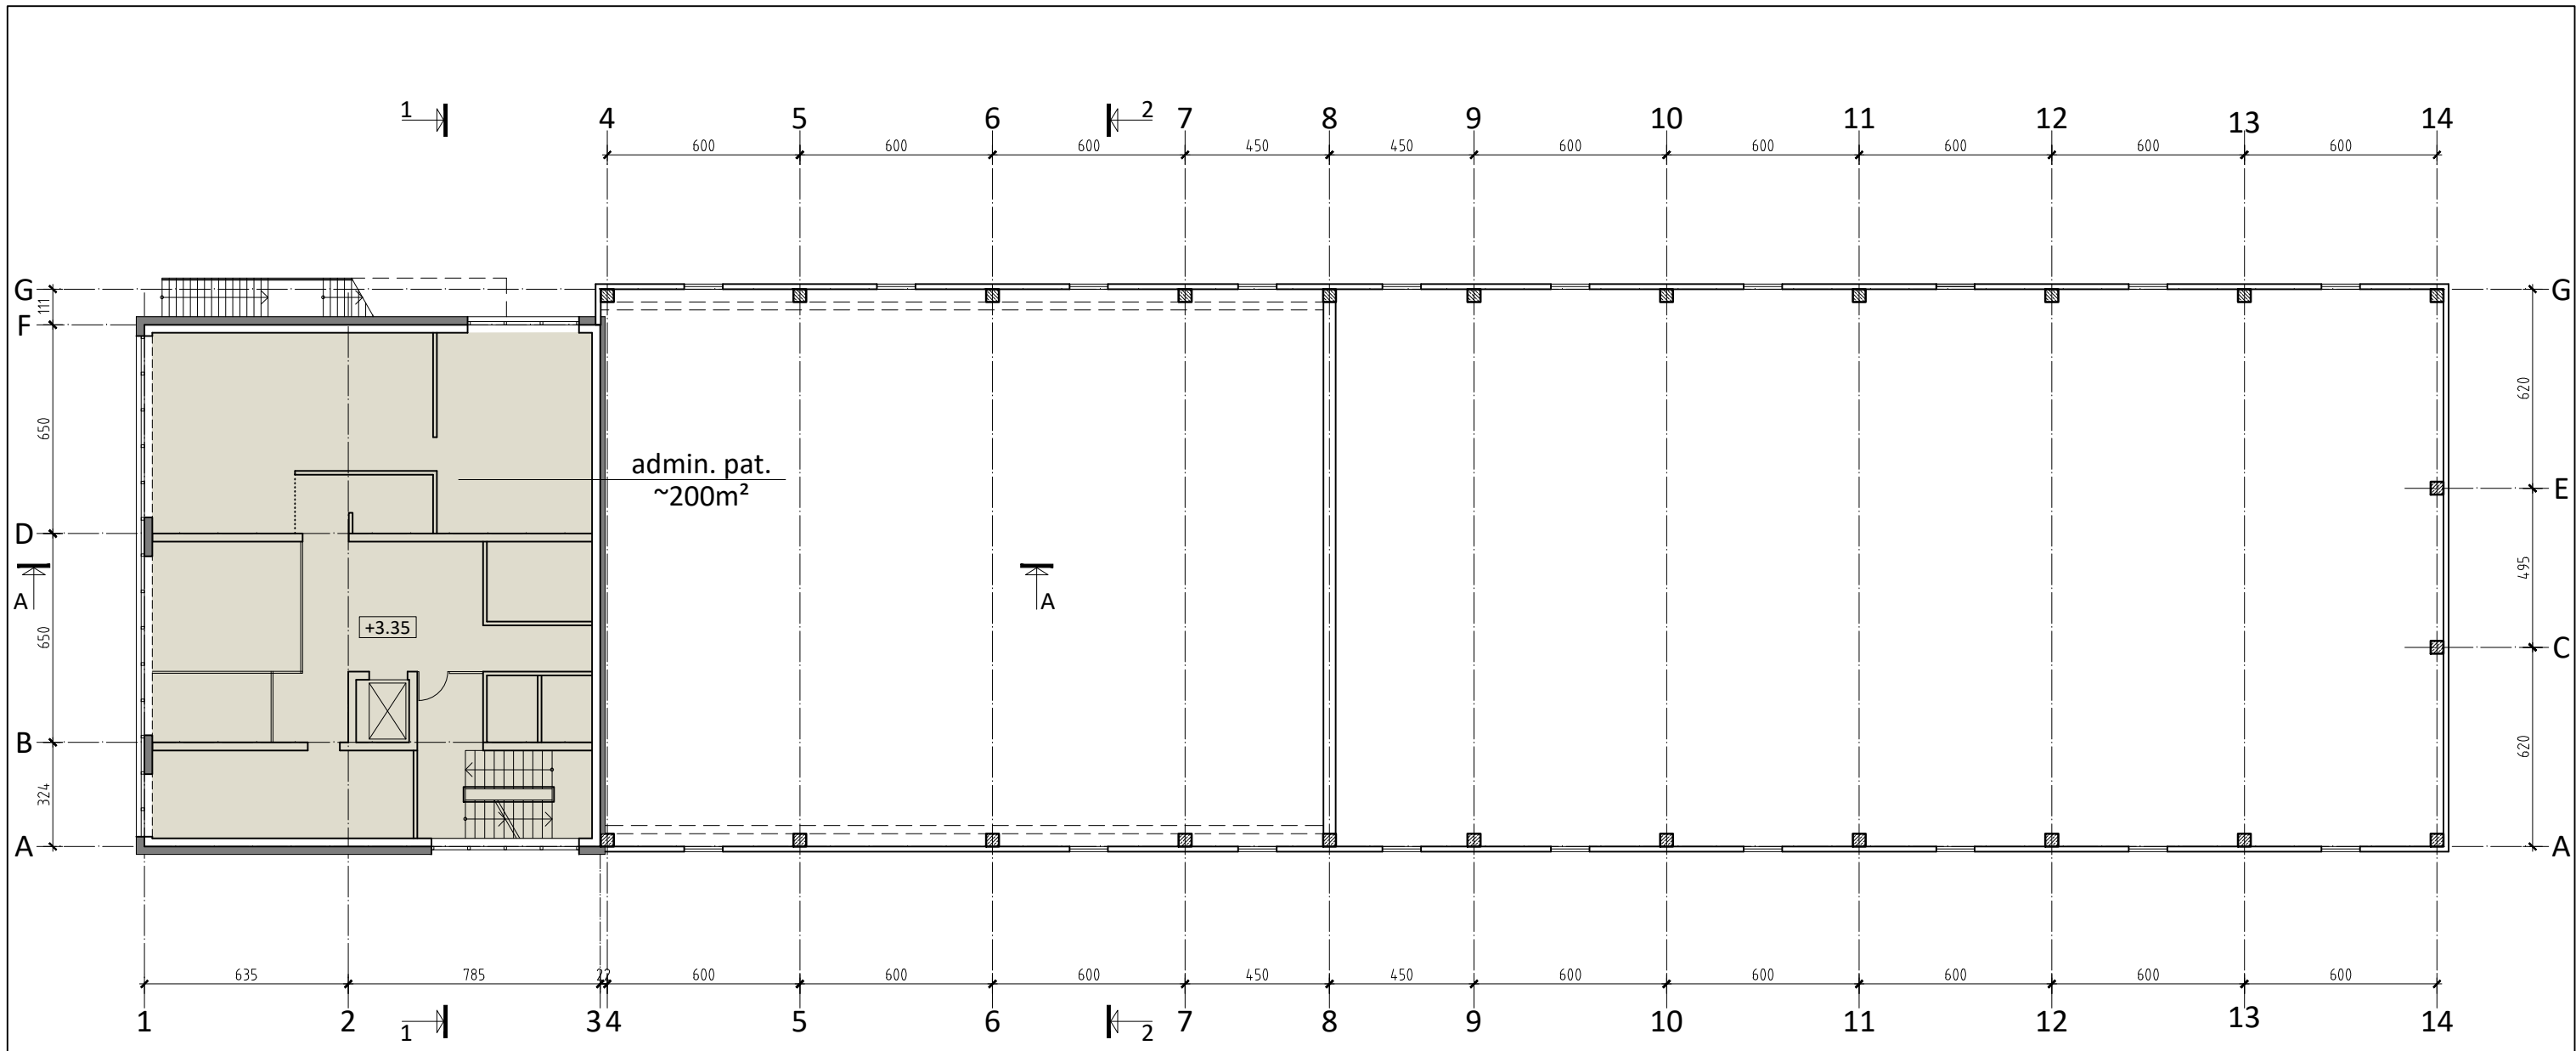 1 2
4 5 6 7 8 9 10 11 12 13 14
600 600 600 450 450 600 600 600 600 600
G G
111
F
650 620
admin. pat.
~200m²
E
D
495
A A
650
+3.35
C
B
324 620
A A
635 785 22 600 600 600 450 450 600 600 600 600 600
1 2 3 4 5 6 7 8 9 10 11 12 13 14
1 2